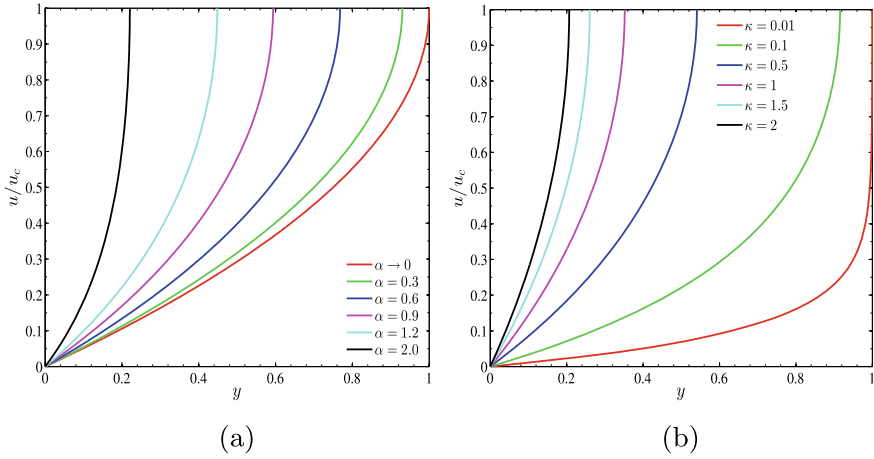 1
0.9
0.8
0.7
0.6
0.5
0.4
0.3
0.2
0.1
0
u/u_c
α → 0
α = 0.3
α = 0.6
α = 0.9
α = 1.2
α = 2.0
0 0.2 0.4 0.6 0.8 1
y
(a)
1
0.9
0.8
0.7
0.6
0.5
0.4
0.3
0.2
0.1
0
u/u_c
κ = 0.01
κ = 0.1
κ = 0.5
κ = 1
κ = 1.5
κ = 2
0 0.2 0.4 0.6 0.8 1
y
(b)